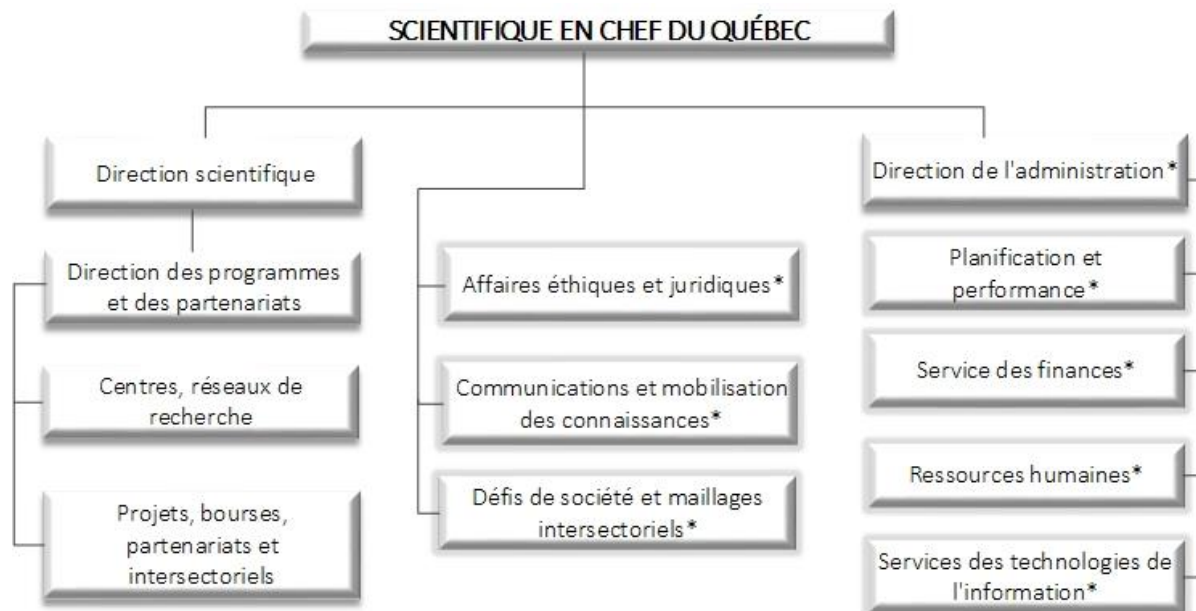 SCIENTIFIQUE EN CHEF DU QUÉBEC
Direction scientifique
Direction des programmes
et des partenariats
Centres, réseaux de
recherche
Projets, bourses,
partenariats et
intersectoriels
Affaires éthiques et juridiques*
Communications et mobilisation
des connaissances*
Défis de société et maillages
intersectoriels*
Direction de l'administration*
Planification et
performance*
Service des finances*
Ressources humaines*
Services des technologies de
l'information*